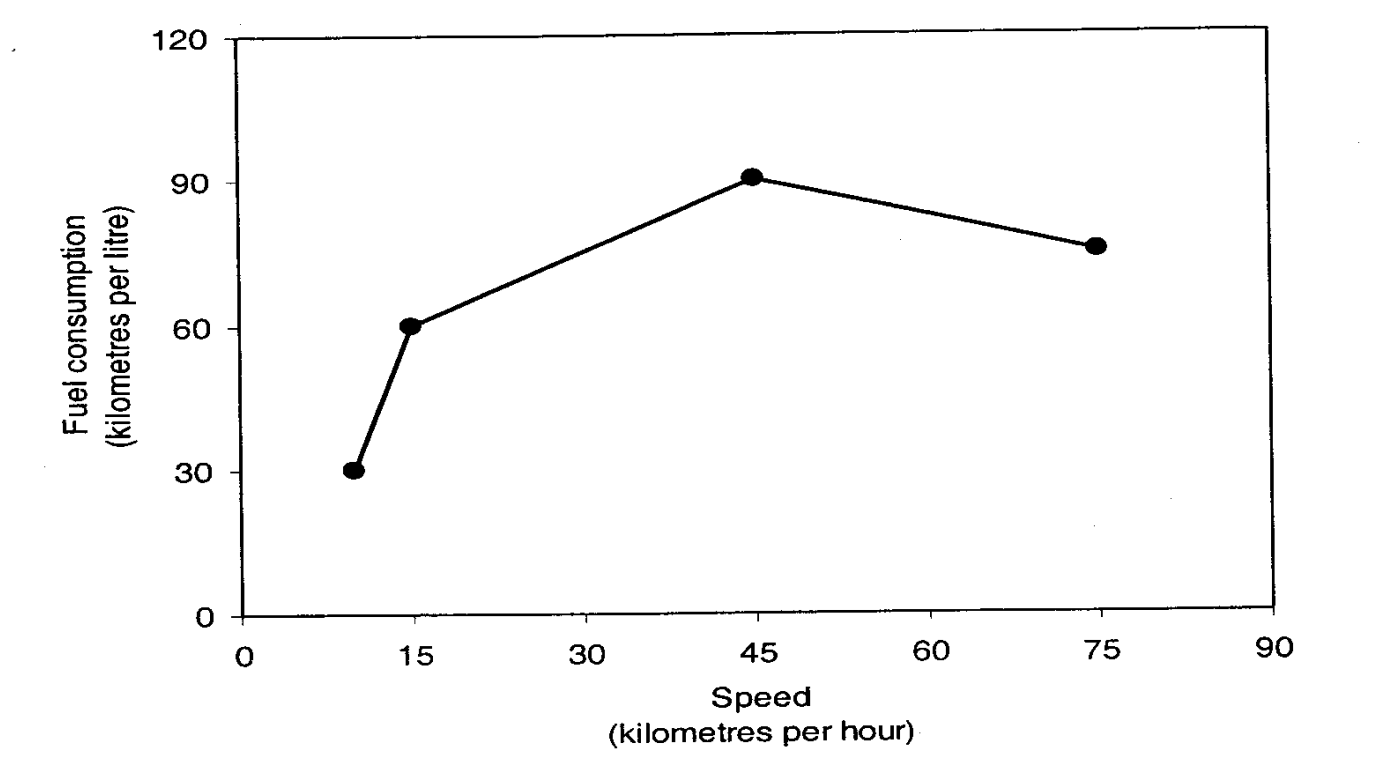 120
90
60
30
0
Fuel consumption
(kilometres per litre)
0 15 30 45 60 75 90
Speed
(kilometres per hour)